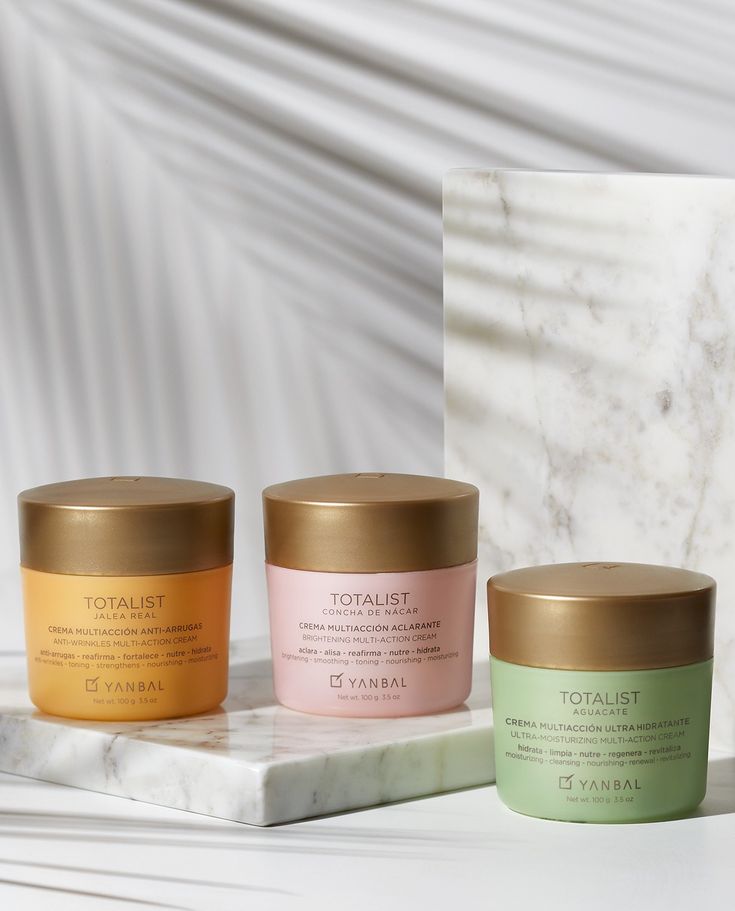 TOTALIST
JALEA REAL
CREMA MULTIACCIÓN ANTI-ARRUGAS
ANTI-WRINKLES MULTI-ACTION CREAM
anti-arrugas - reafirma - fortalece - nutre - hidrata
anti-wrinkles - toning - strengthens - nourishing - moisturizing
YANBAL
Net wt. 100 g 3.5 oz
TOTALIST
CONCHA DE NÁCAR
CREMA MULTIACCIÓN ACLARANTE
BRIGHTENING MULTI-ACTION CREAM
aclara - alisa - reafirma - nutre - hidrata
brightening - smoothing - toning - nourishing - moisturizing
YANBAL
Net wt. 100 g 3.5 oz
TOTALIST
AGUACATE
CREMA MULTIACCIÓN ULTRA HIDRATANTE
ULTRA-MOISTURIZING MULTI-ACTION CREAM
hidrata - limpia - nutre - regenera - revitaliza
moisturizing - cleansing - nourishing - renewal - revitalizing
YANBAL
Net wt. 100 g 3.5 oz